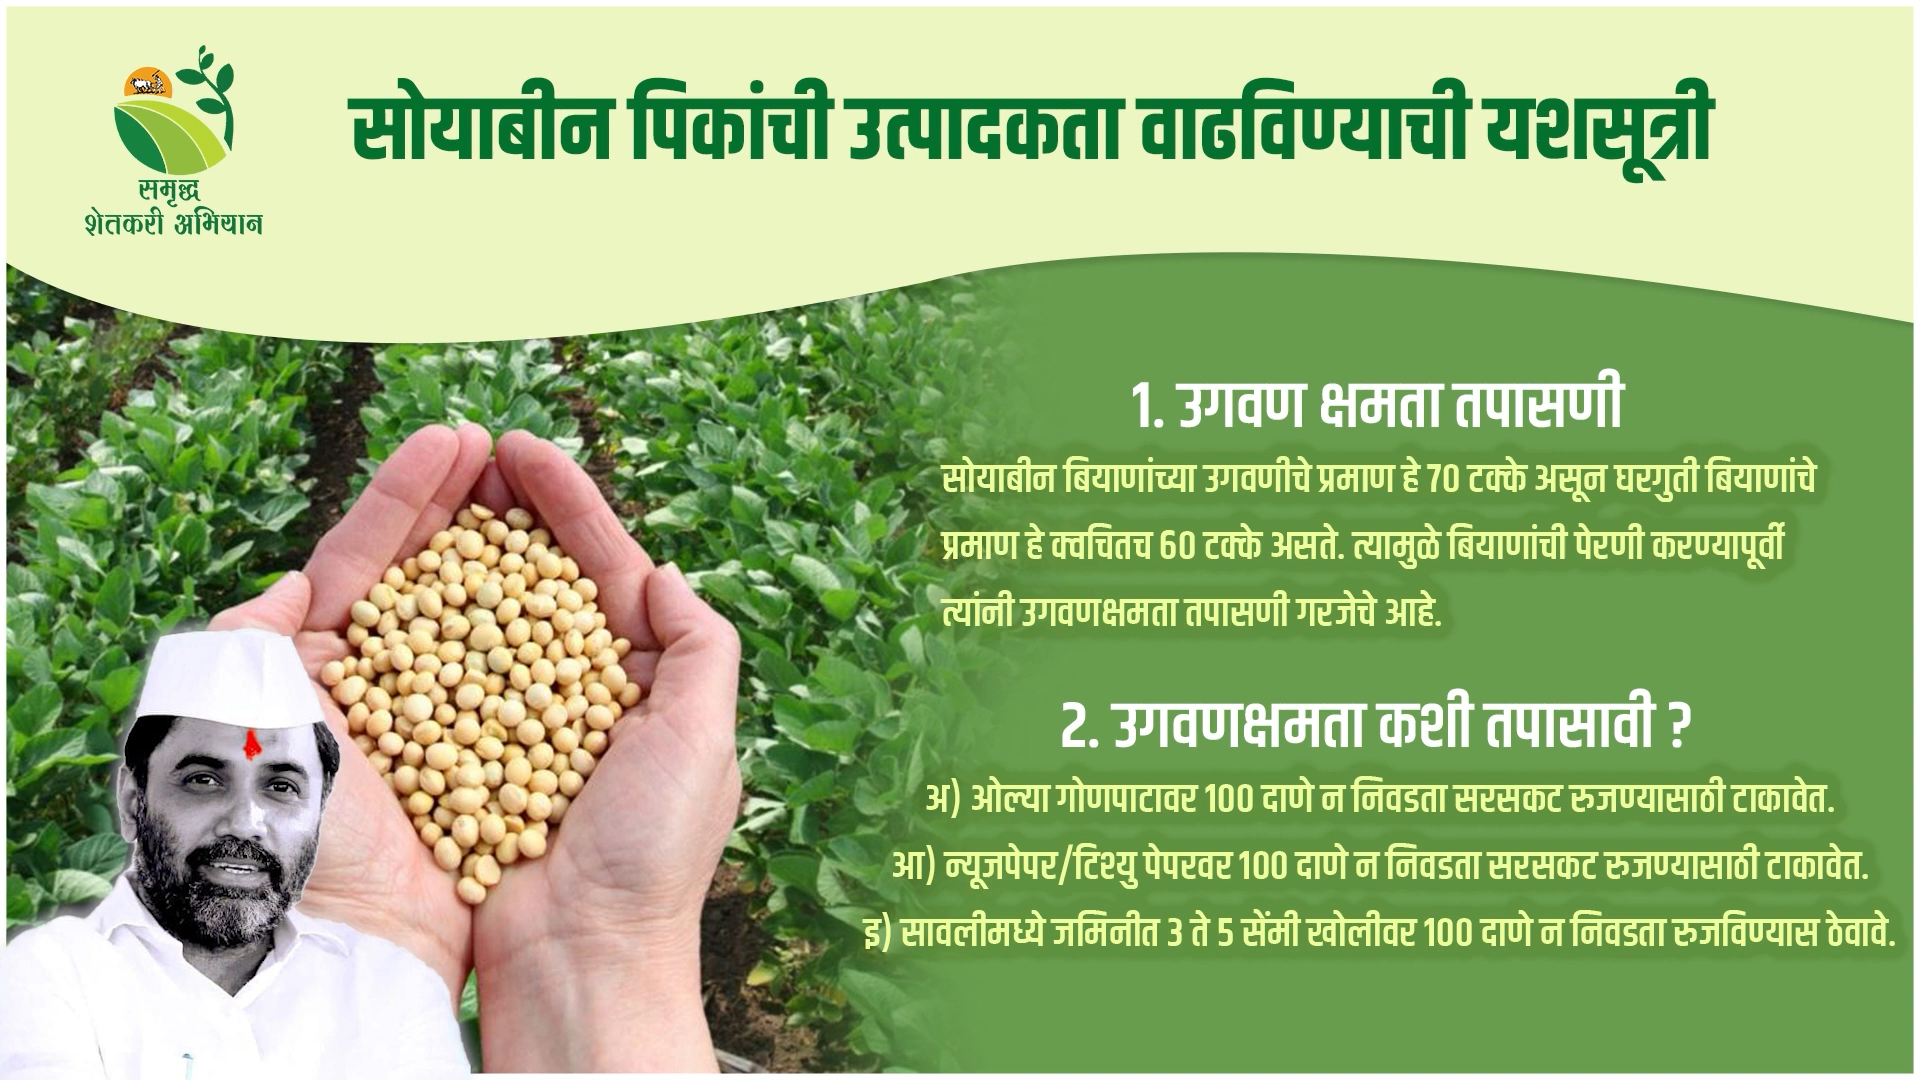 समृद्ध
शेतकरी अभियान
सोयाबीन पिकांची उत्पादकता वाढविण्याची यशसूत्री
1. उगवण क्षमता तपासणी
सोयाबीन बियाणांच्या उगवणीचे प्रमाण हे 70 टक्के असून घरगुती बियाणांचे
प्रमाण हे क्वचितच 60 टक्के असते. त्यामुळे बियाणांची पेरणी करण्यापूर्वी
त्यांनी उगवणक्षमता तपासणी गरजेचे आहे.
2. उगवणक्षमता कशी तपासावी ?
अ) ओल्या गोणपाटावर 100 दाणे न निवडता सरसकट रुजण्यासाठी टाकावेत.
आ) न्यूजपेपर/टिश्यु पेपरवर 100 दाणे न निवडता सरसकट रुजण्यासाठी टाकावेत.
इ) सावलीमध्ये जमिनीत 3 ते 5 सेंमी खोलीवर 100 दाणे न निवडता रुजविण्यास ठेवावे.